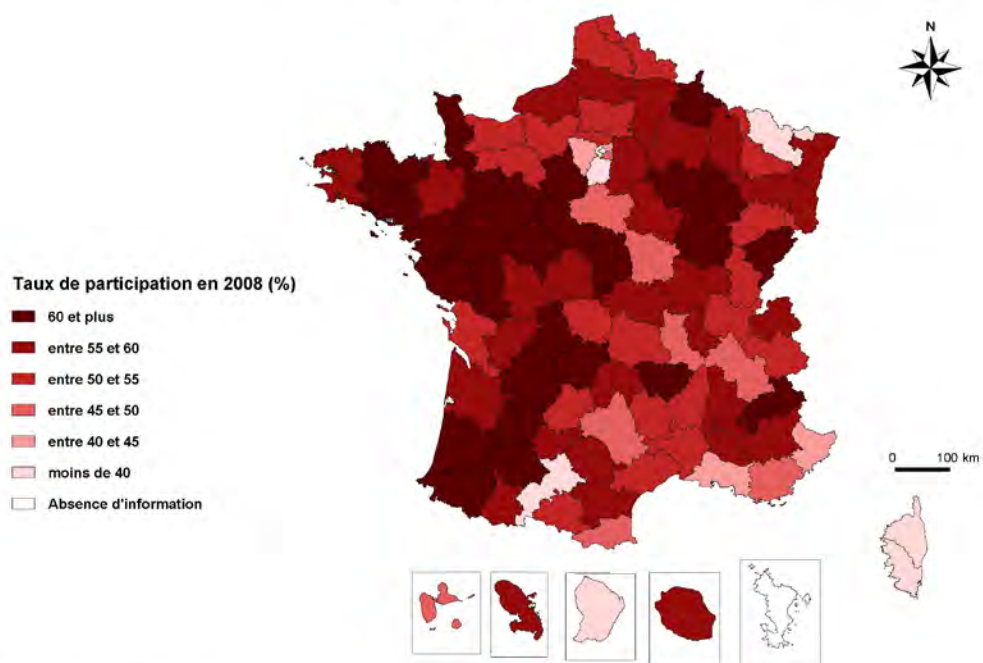 N
Taux de participation en 2008 (%)
60 et plus
entre 55 et 60
entre 50 et 55
entre 45 et 50
entre 40 et 45
moins de 40
Absence d'information
0 100 km